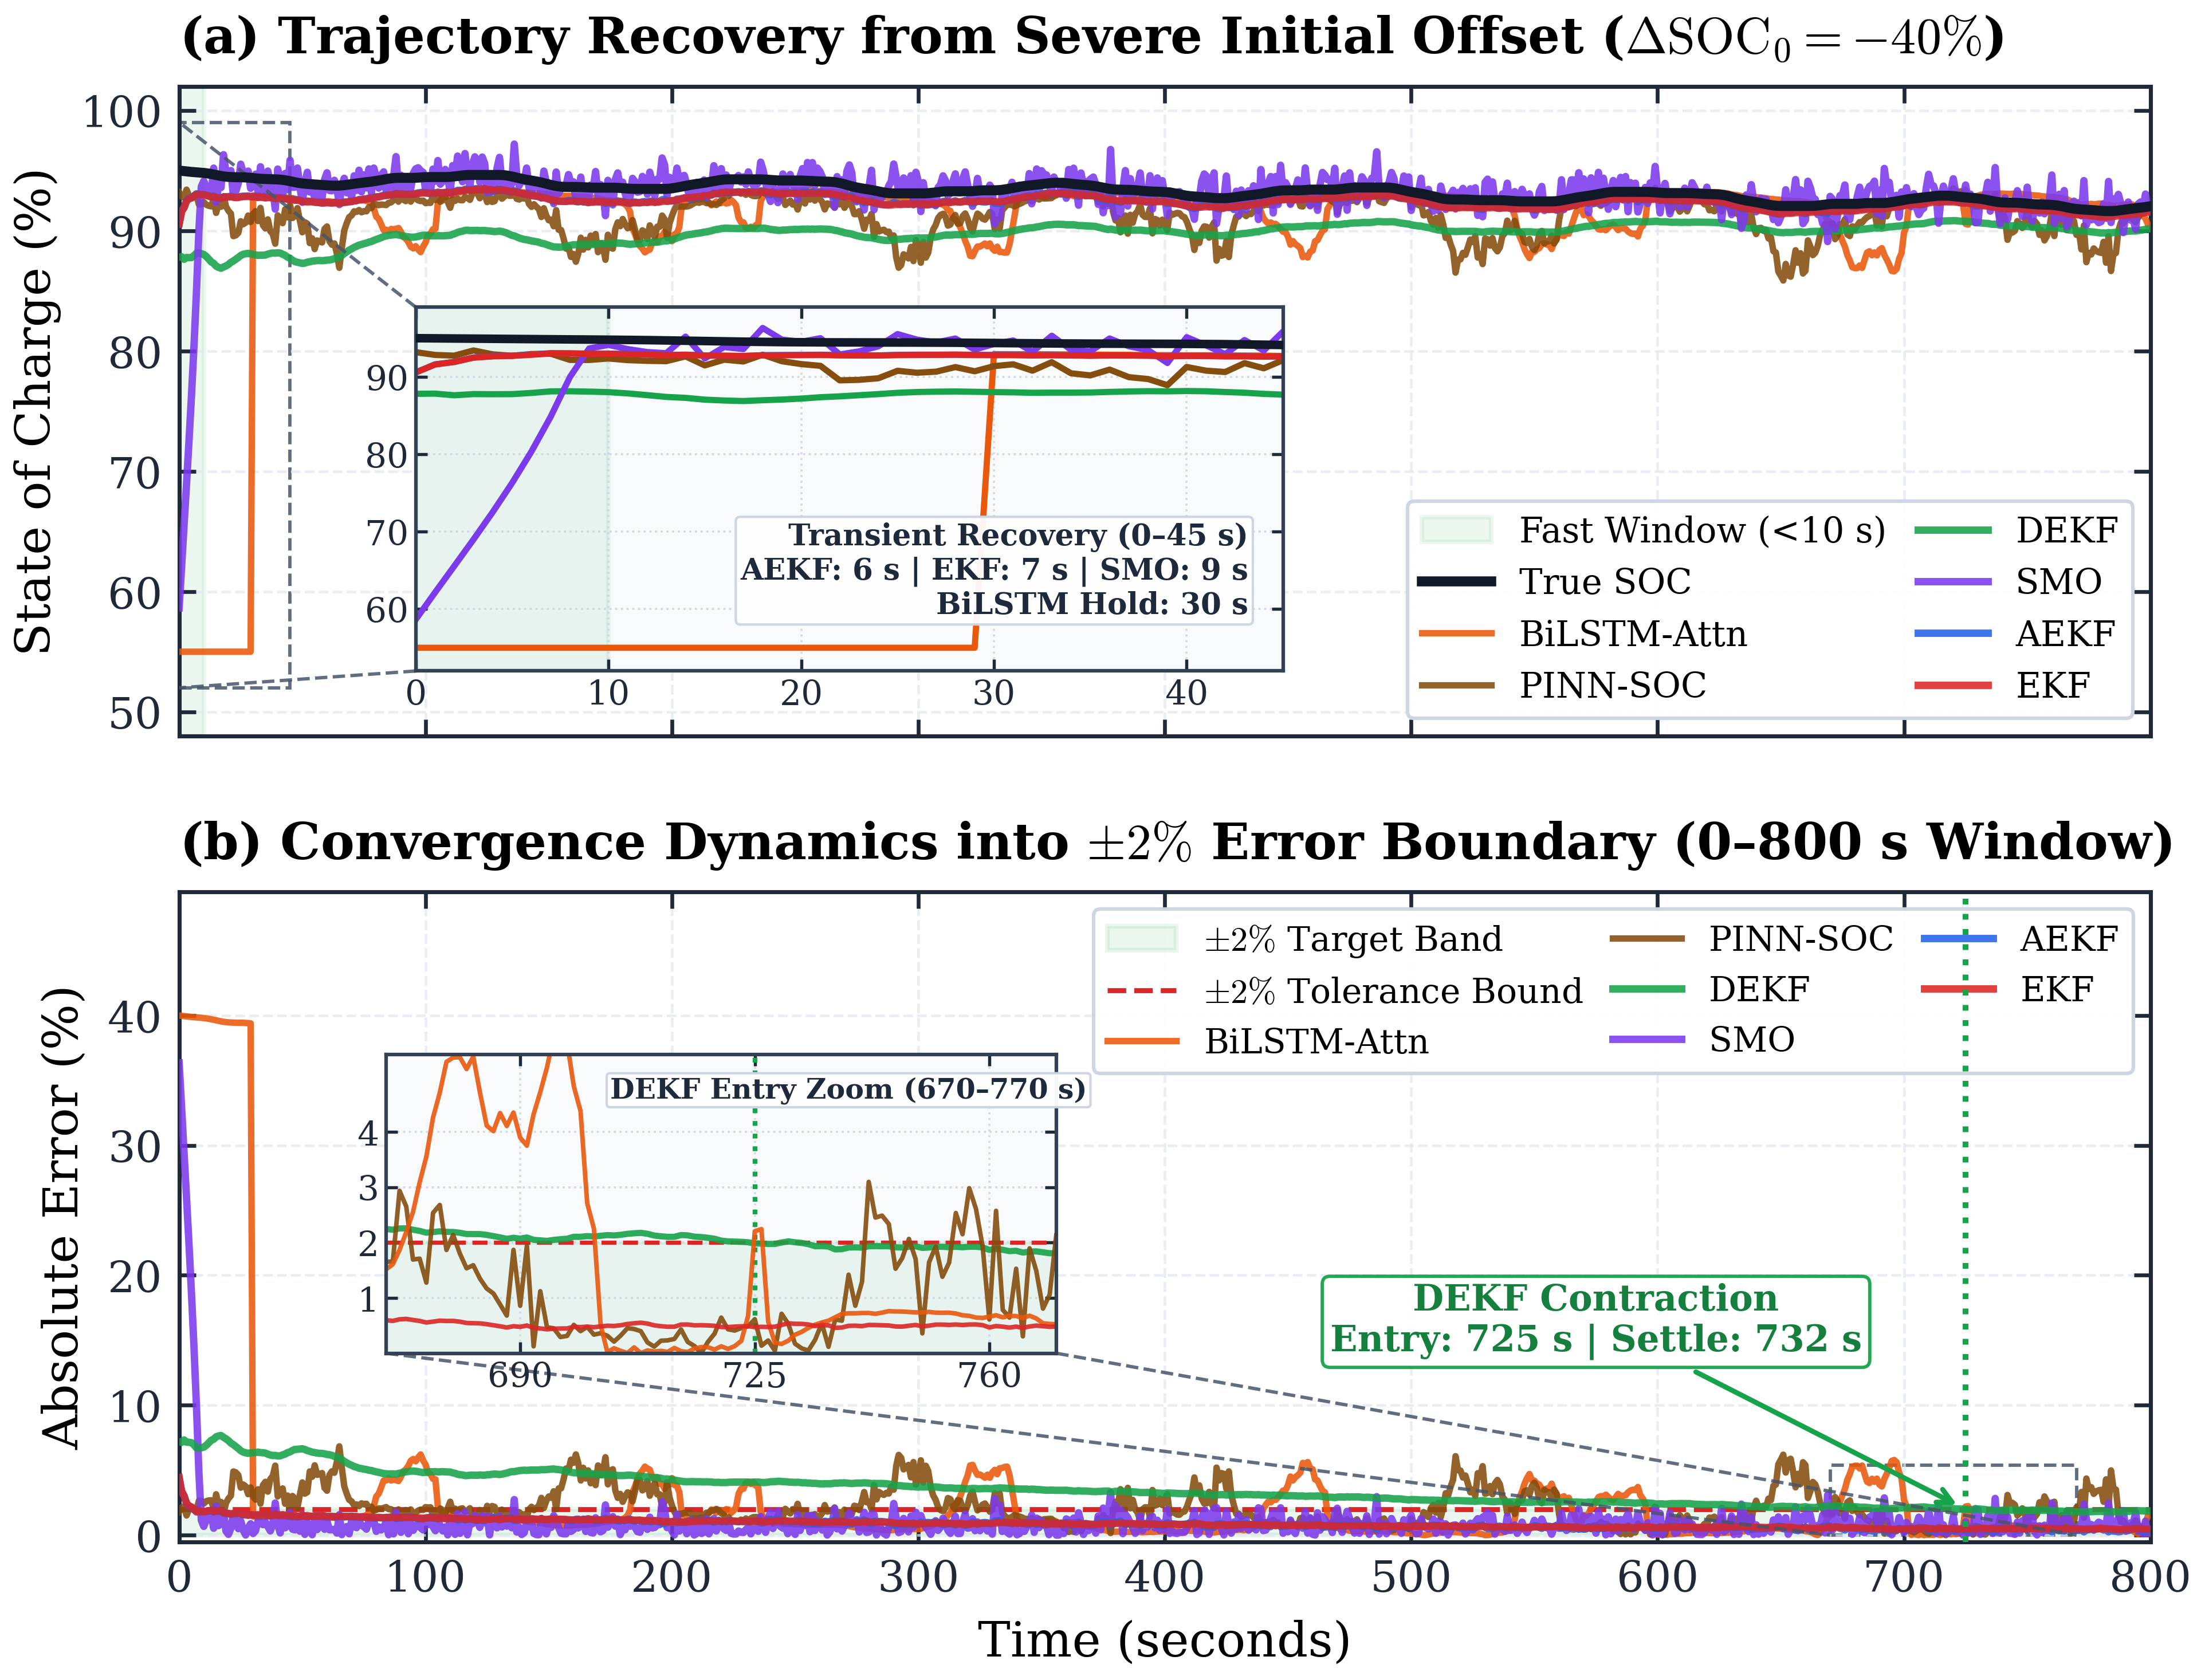 (a) Trajectory Recovery from Severe Initial Offset (ΔSOC₀ = −40%)
State of Charge (%)
100
90
80
70
60
50
90
80
70
60
0 10 20 30 40
Transient Recovery (0–45 s)
AEKF: 6 s | EKF: 7 s | SMO: 9 s
BiLSTM Hold: 30 s
Fast Window (<10 s)
True SOC
BiLSTM-Attn
PINN-SOC
DEKF
SMO
AEKF
EKF
(b) Convergence Dynamics into ±2% Error Boundary (0–800 s Window)
Absolute Error (%)
40
30
20
10
0
±2% Target Band
±2% Tolerance Bound
BiLSTM-Attn
PINN-SOC
DEKF
SMO
AEKF
EKF
DEKF Entry Zoom (670–770 s)
4
3
2
1
690 725 760
DEKF Contraction
Entry: 725 s | Settle: 732 s
0 100 200 300 400 500 600 700 800
Time (seconds)